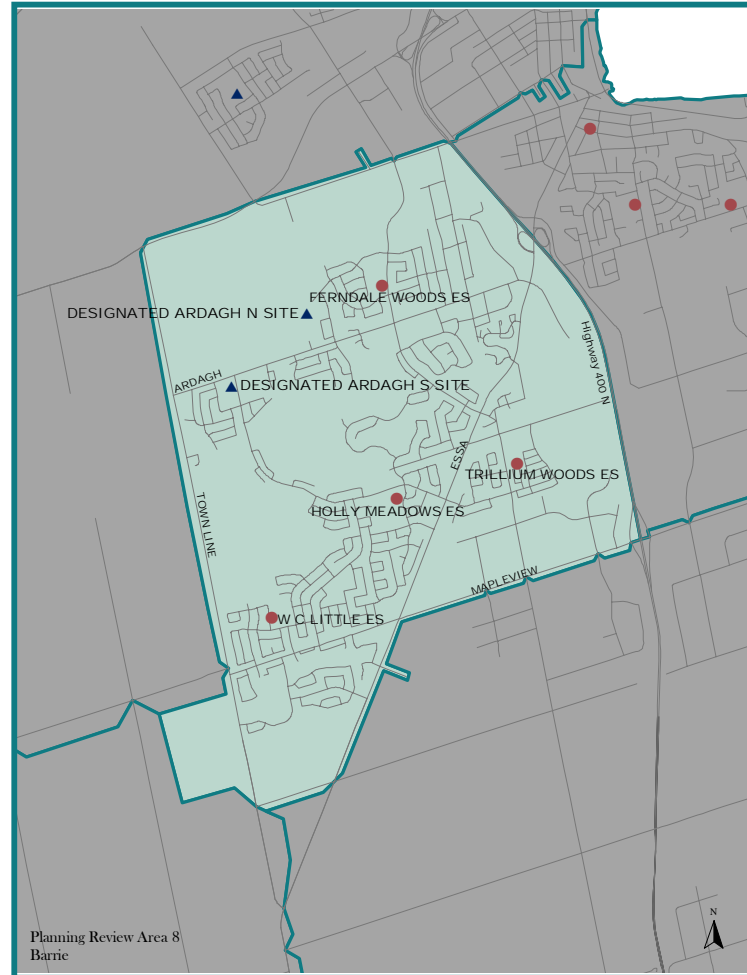 FERNDALE WOODS ES
DESIGNATED ARDAGH N SITE
Highway 400 N
ARDAGH
DESIGNATED ARDAGH S SITE
ESSA
TRILLIUM WOODS ES
HOLLY MEADOWS ES
TOWN LINE
MAPLEVIEW
W C LITTLE ES
N
Planning Review Area 8
Barrie